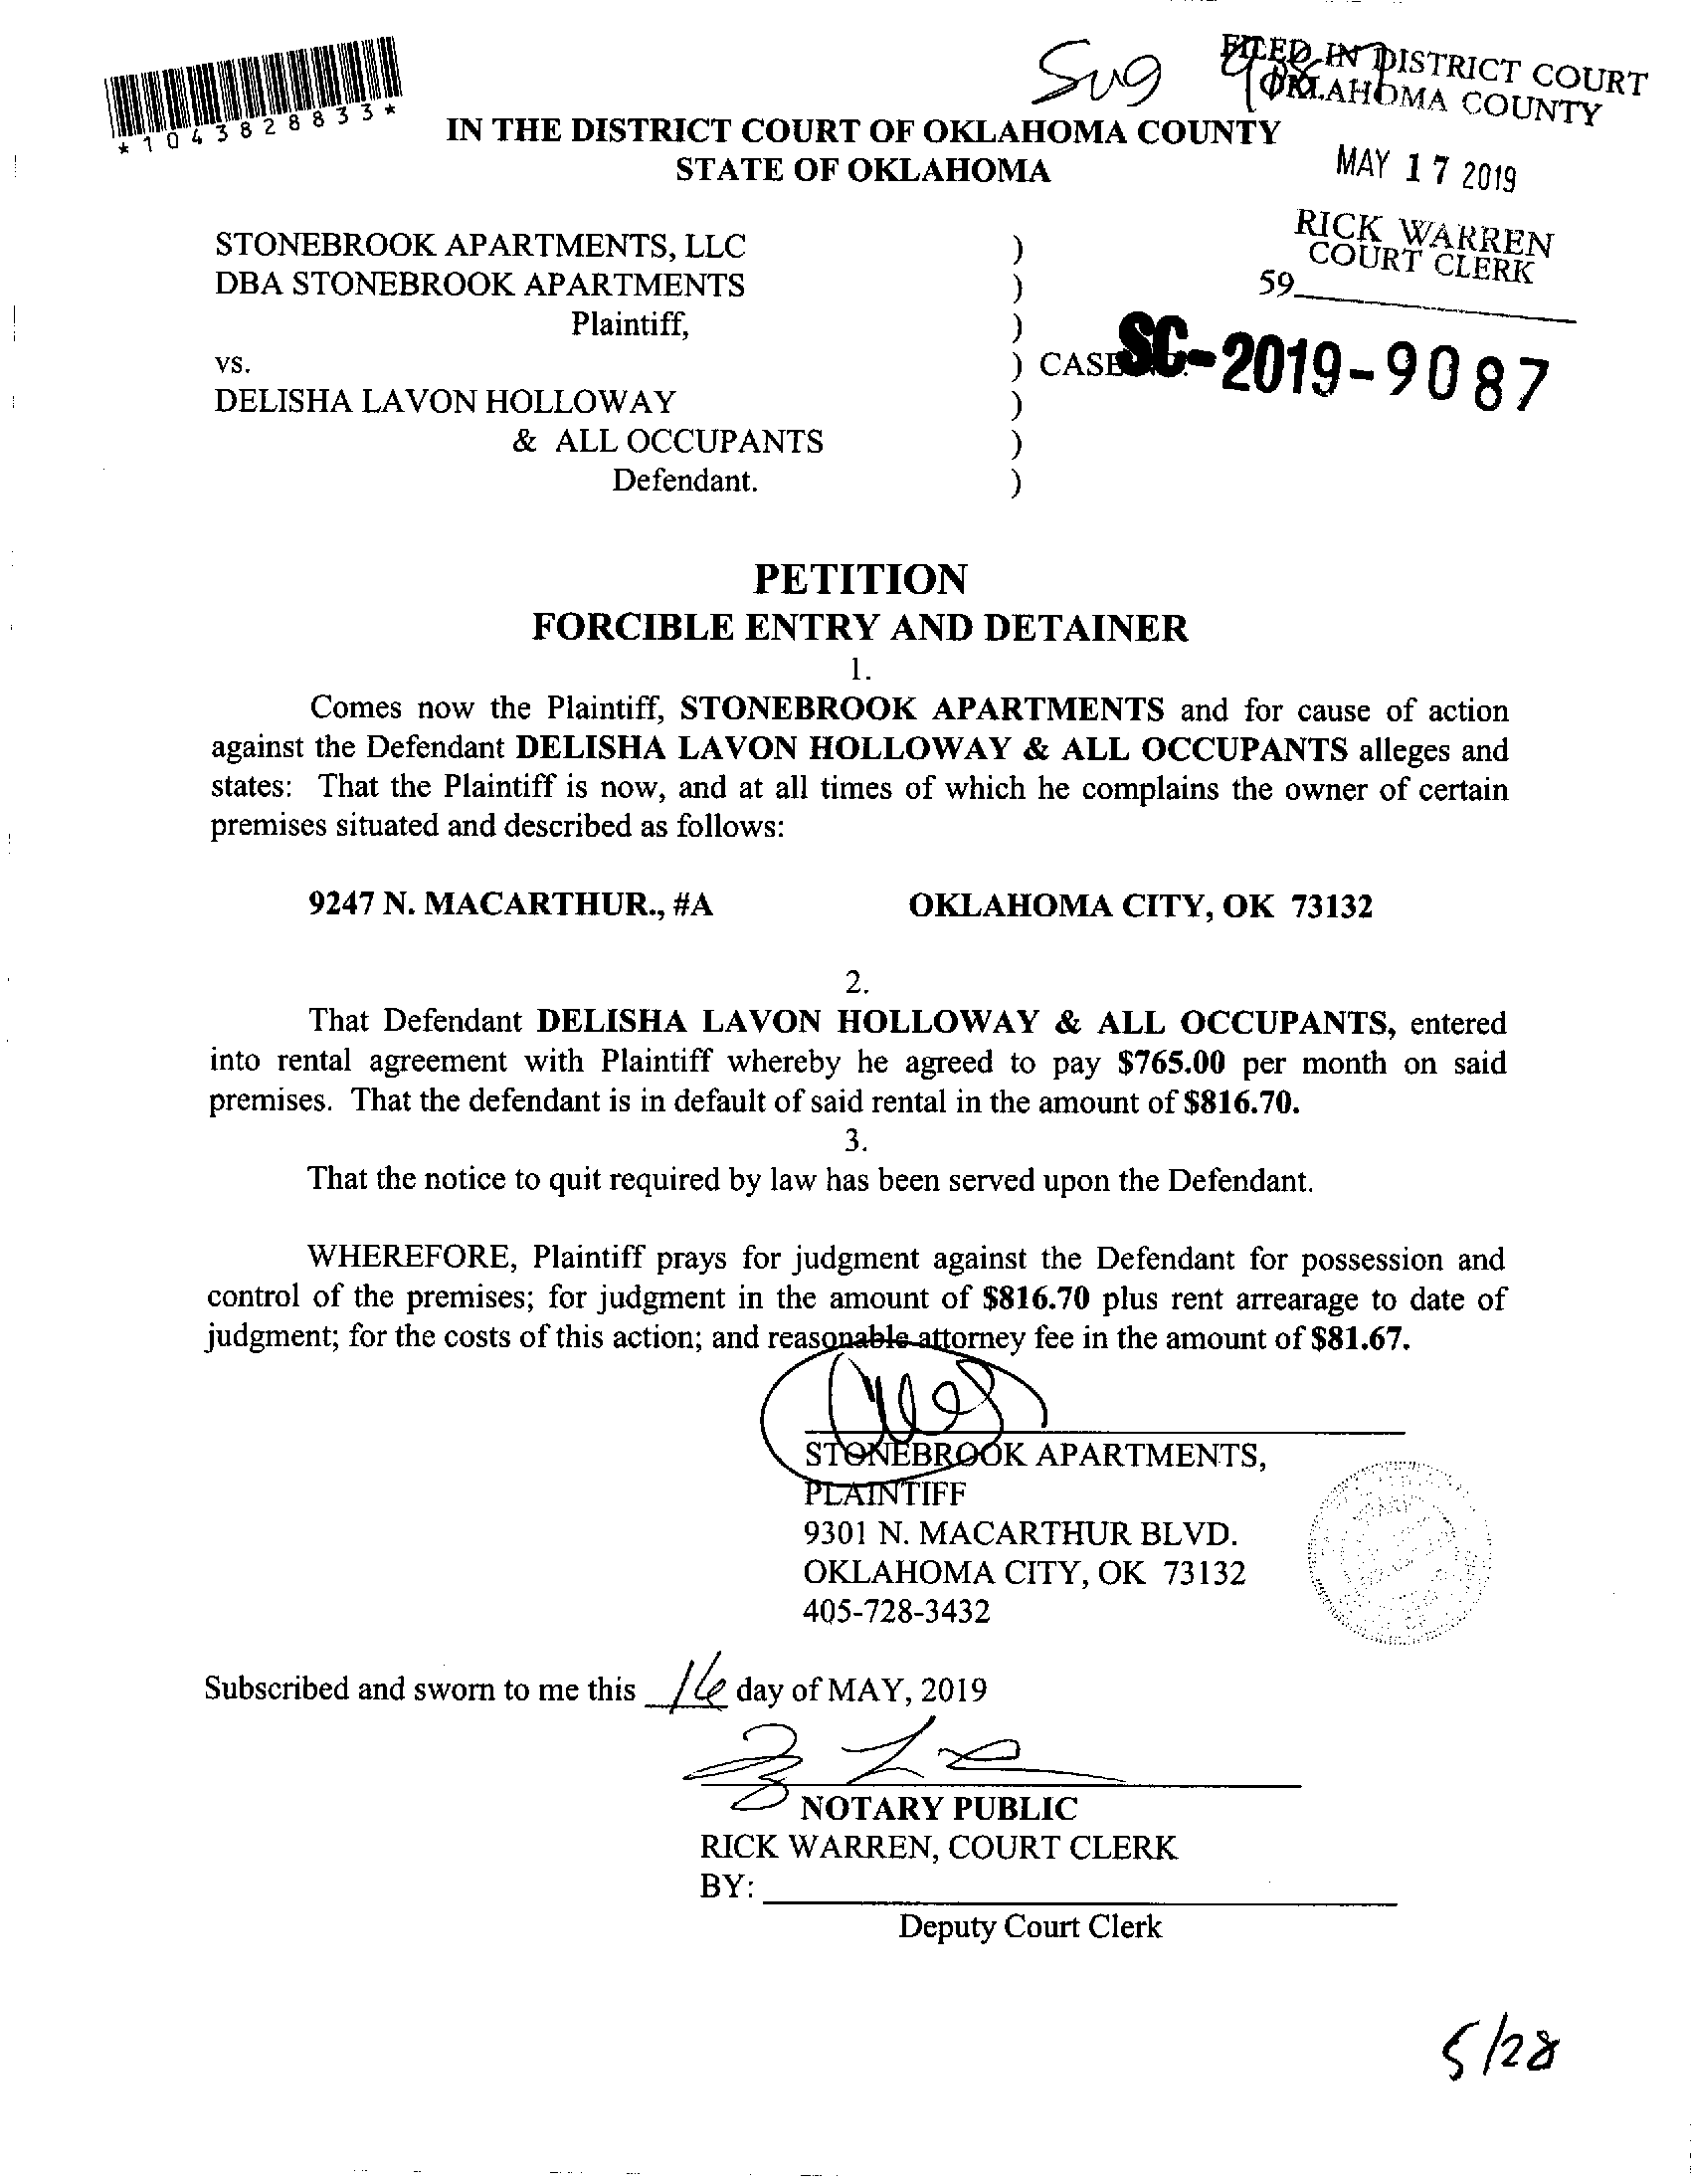 *1043828833*
FILED IN DISTRICT COURT
OKLAHOMA COUNTY
IN THE DISTRICT COURT OF OKLAHOMA COUNTY
STATE OF OKLAHOMA
MAY 17 2019
RICK WARREN
COURT CLERK
59
STONEBROOK APARTMENTS, LLC )
DBA STONEBROOK APARTMENTS )
Plaintiff, )
vs. ) CASE SC-2019-9087
DELISHA LAVON HOLLOWAY )
& ALL OCCUPANTS )
Defendant. )
PETITION
FORCIBLE ENTRY AND DETAINER
1.
Comes now the Plaintiff, STONEBROOK APARTMENTS and for cause of action
against the Defendant DELISHA LAVON HOLLOWAY & ALL OCCUPANTS alleges and
states: That the Plaintiff is now, and at all times of which he complains the owner of certain
premises situated and described as follows:
9247 N. MACARTHUR., #A OKLAHOMA CITY, OK 73132
2.
That Defendant DELISHA LAVON HOLLOWAY & ALL OCCUPANTS, entered
into rental agreement with Plaintiff whereby he agreed to pay $765.00 per month on said
premises. That the defendant is in default of said rental in the amount of $816.70.
3.
That the notice to quit required by law has been served upon the Defendant.
WHEREFORE, Plaintiff prays for judgment against the Defendant for possession and
control of the premises; for judgment in the amount of $816.70 plus rent arrearage to date of
judgment; for the costs of this action; and reasonable attorney fee in the amount of $81.67.
STONEBROOK APARTMENTS,
PLAINTIFF
9301 N. MACARTHUR BLVD.
OKLAHOMA CITY, OK 73132
405-728-3432
Subscribed and sworn to me this 16 day of MAY, 2019
NOTARY PUBLIC
RICK WARREN, COURT CLERK
BY:
Deputy Court Clerk
5/28